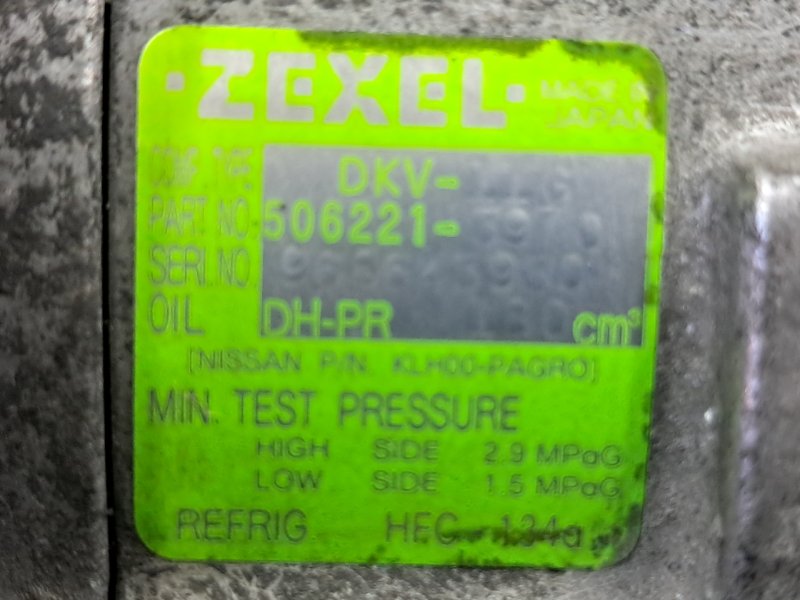 ·ZEXEL·
MADE IN
JAPAN
COMP. TYPE DKV-
PART NO. 506221-
SERI. NO.
OIL DH-PR cm³
[NISSAN P/N. KLH00-PAGRO]
MIN. TEST PRESSURE
HIGH SIDE 2.9 MPaG
LOW SIDE 1.5 MPaG
REFRIG HFC-134a